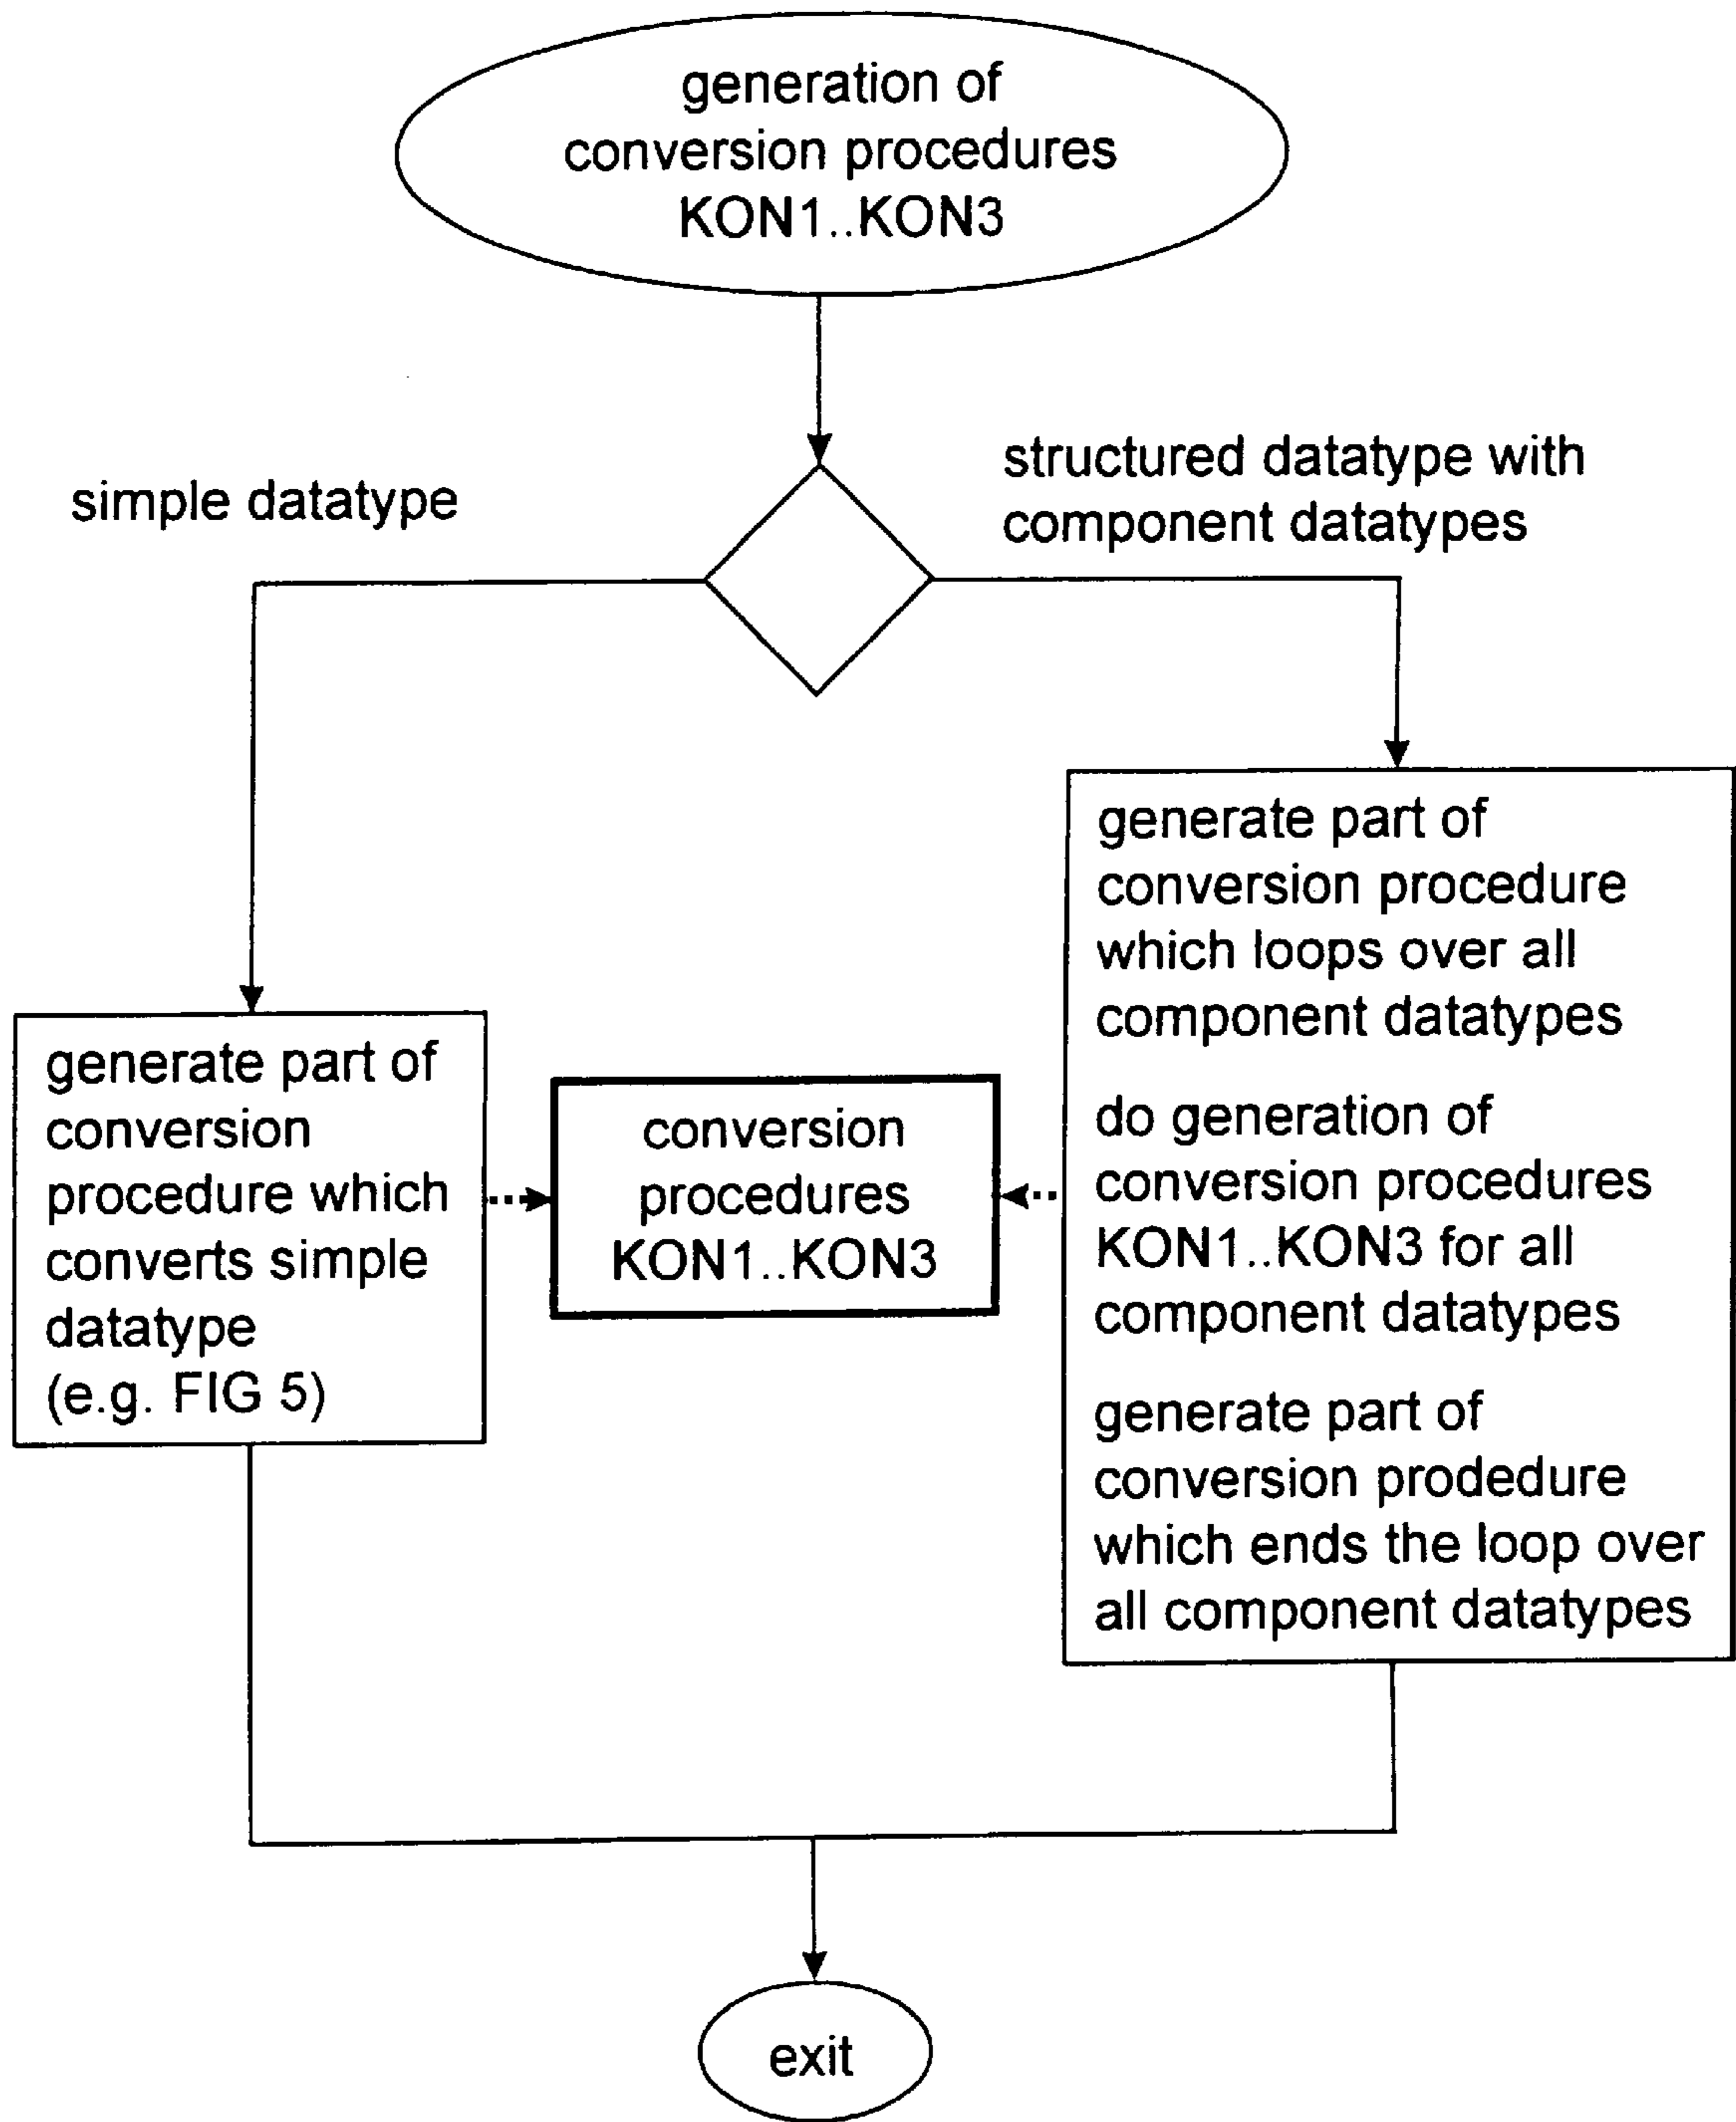 generation of
conversion procedures
KON1..KON3
simple datatype
structured datatype with
component datatypes
generate part of
conversion
procedure which
converts simple
datatype
(e.g. FIG 5)
conversion
procedures
KON1..KON3
generate part of
conversion procedure
which loops over all
component datatypes
do generation of
conversion procedures
KON1..KON3 for all
component datatypes
generate part of
conversion prodedure
which ends the loop over
all component datatypes
exit